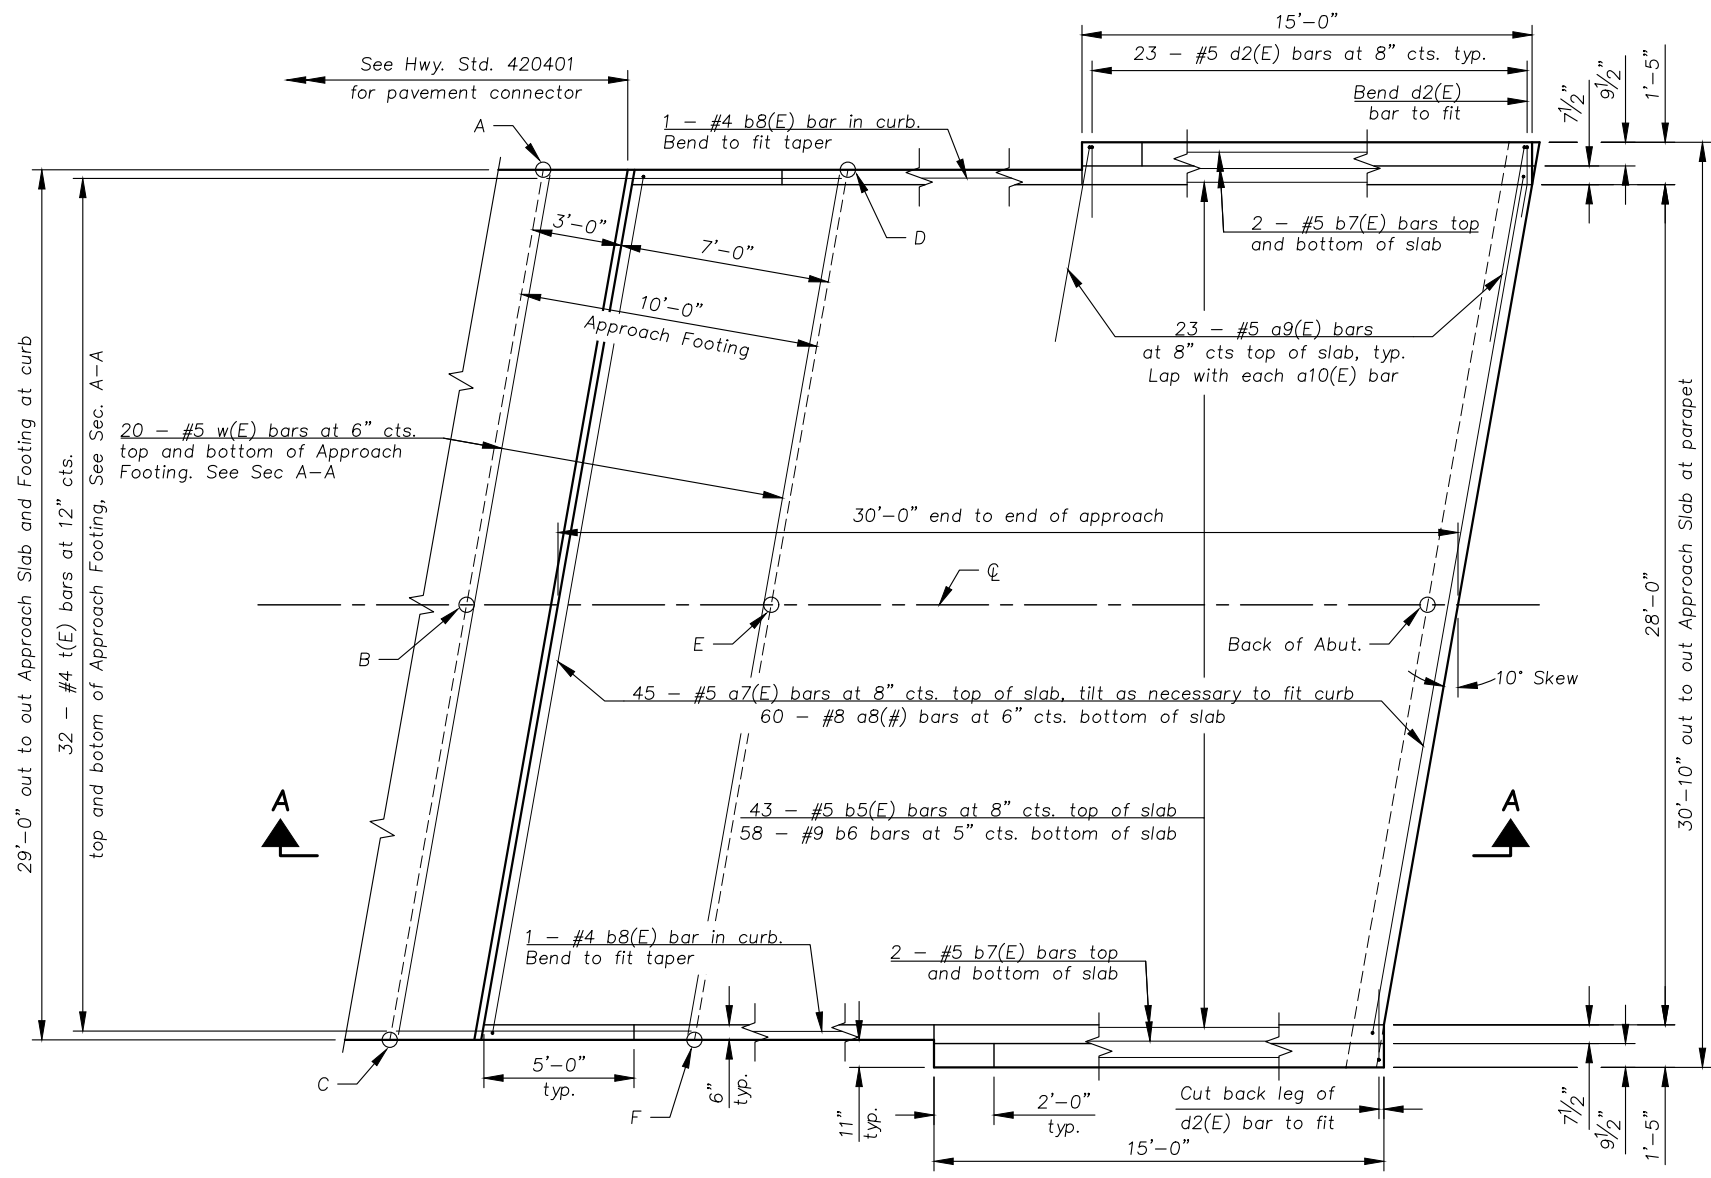 15'-0"
23 - #5 d2(E) bars at 8" cts. typ.
See Hwy. Std. 420401
for pavement connector
Bend d2(E)
bar to fit
7½"
9½"
1'-5"
A
1 - #4 b8(E) bar in curb.
Bend to fit taper
3'-0"
7'-0"
D
2 - #5 b7(E) bars top
and bottom of slab
10'-0"
Approach Footing
23 - #5 a9(E) bars
at 8" cts top of slab, typ.
Lap with each a10(E) bar
29'-0" out to out Approach Slab and Footing at curb
32 - #4 t(E) bars at 12" cts.
top and botom of Approach Footing, See Sec. A-A
20 - #5 w(E) bars at 6" cts.
top and bottom of Approach
Footing. See Sec A-A
30'-0" end to end of approach
℄
28'-0"
30'-10" out to out Approach Slab at parapet
B
E
Back of Abut.
10° Skew
45 - #5 a7(E) bars at 8" cts. top of slab, tilt as necessary to fit curb
60 - #8 a8(#) bars at 6" cts. bottom of slab
A
A
43 - #5 b5(E) bars at 8" cts. top of slab
58 - #9 b6 bars at 5" cts. bottom of slab
1 - #4 b8(E) bar in curb.
Bend to fit taper
2 - #5 b7(E) bars top
and bottom of slab
C
5'-0"
typ.
F
6"
typ.
11"
typ.
2'-0"
typ.
Cut back leg of
d2(E) bar to fit
15'-0"
7½"
9½"
1'-5"